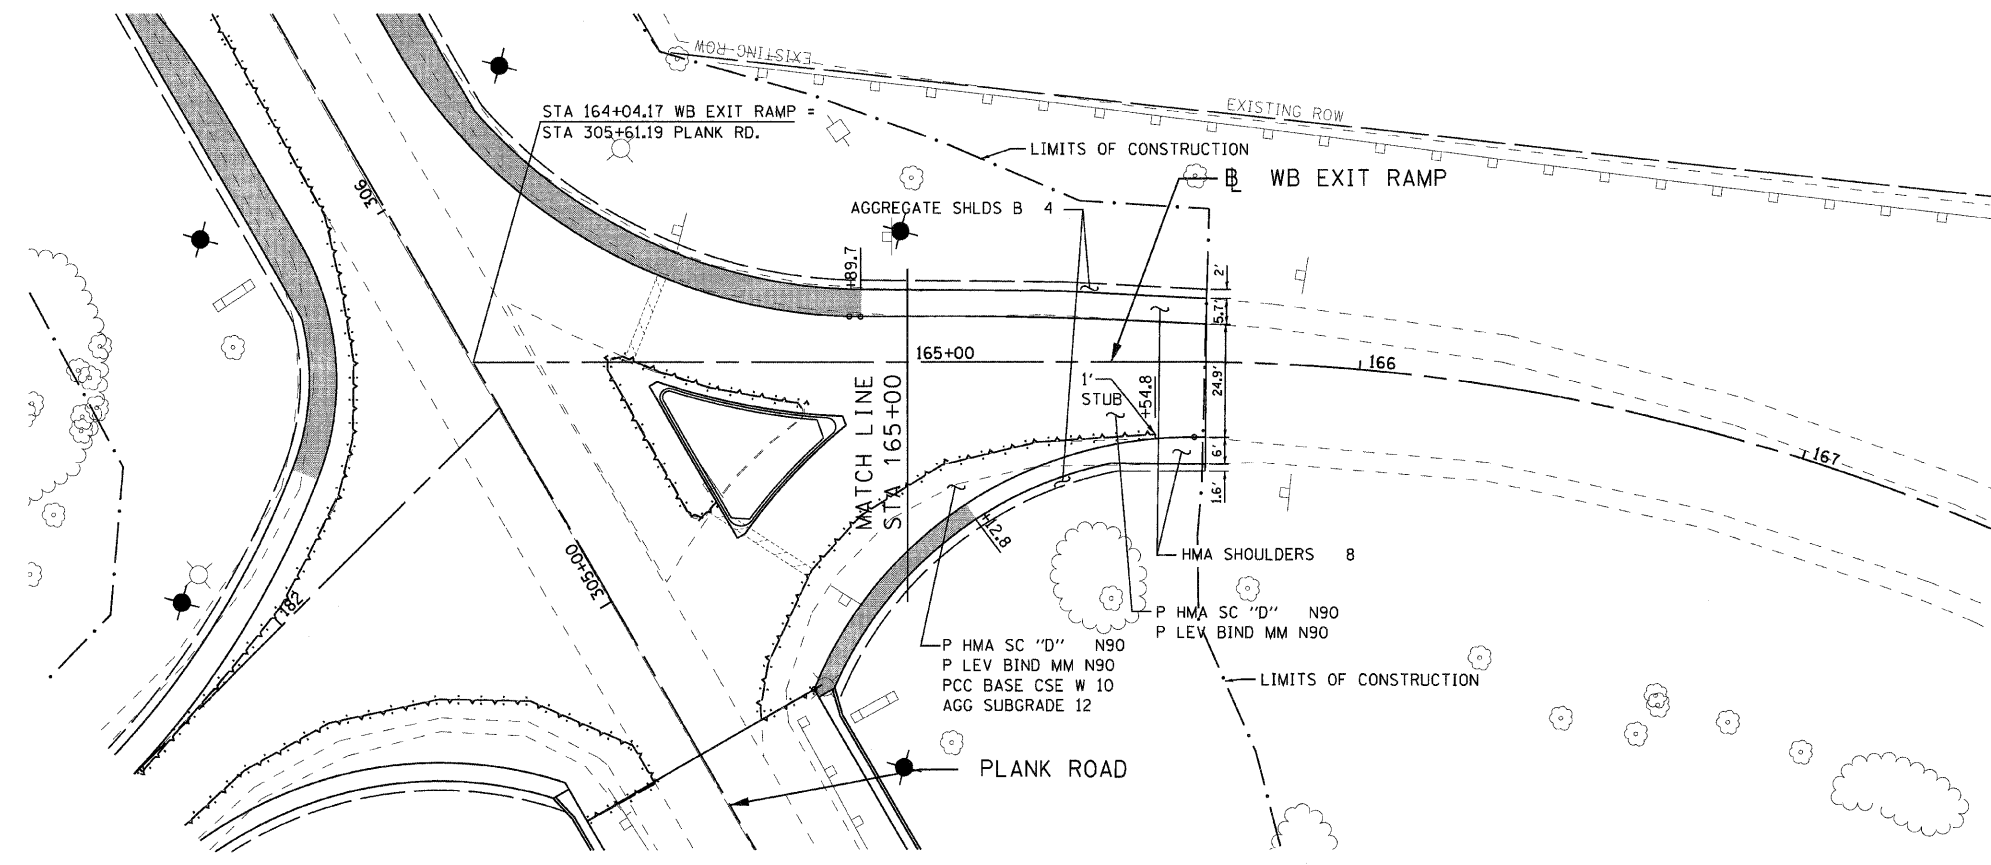 EXISTING ROW
EXISTING ROW
STA 164+04.17 WB EXIT RAMP =
STA 305+61.19 PLANK RD.
LIMITS OF CONSTRUCTION
℄ WB EXIT RAMP
AGGREGATE SHLDS B 4
306
+89.7
2'
5.7'
165+00
166
24.9'
1'
STUB
+54.8
MATCH LINE
STA 165+00
6'
167
1.6'
+12.8
HMA SHOULDERS 8
305+00
182
P HMA SC "D" N90
P LEV BIND MM N90
P HMA SC "D" N90
P LEV BIND MM N90
PCC BASE CSE W 10
AGG SUBGRADE 12
LIMITS OF CONSTRUCTION
PLANK ROAD